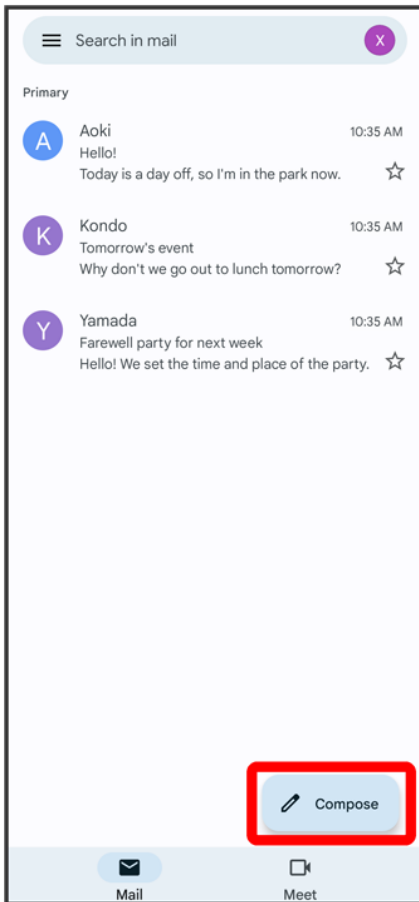 Search in mail
X
Primary
A
Aoki
10:35 AM
Hello!
Today is a day off, so I'm in the park now.
K
Kondo
10:35 AM
Tomorrow's event
Why don't we go out to lunch tomorrow?
Y
Yamada
10:35 AM
Farewell party for next week
Hello! We set the time and place of the party.
Compose
Mail
Meet